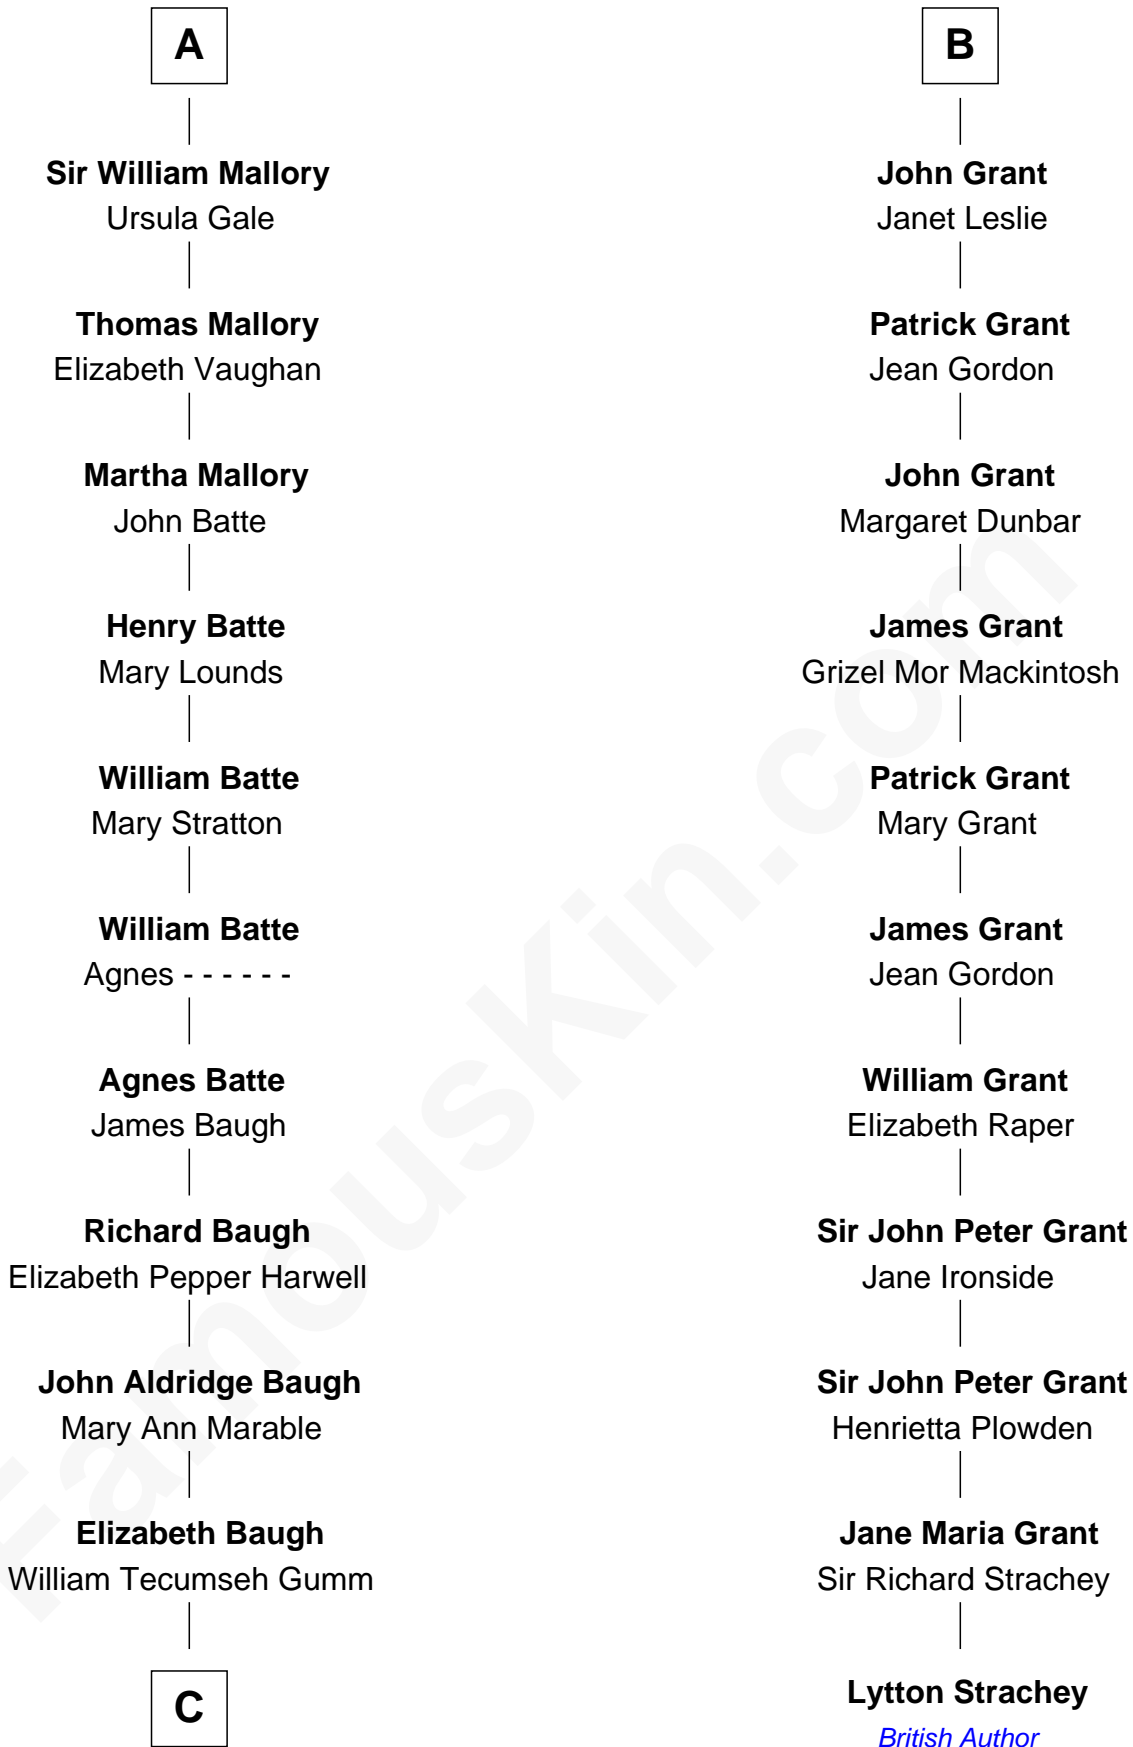 A
Sir William Mallory
Ursula Gale
Thomas Mallory
Elizabeth Vaughan
Martha Mallory
John Batte
Henry Batte
Mary Lounds
William Batte
Mary Stratton
William Batte
Agnes - - - - - -
Agnes Batte
James Baugh
Richard Baugh
Elizabeth Pepper Harwell
John Aldridge Baugh
Mary Ann Marable
Elizabeth Baugh
William Tecumseh Gumm
C
B
John Grant
Janet Leslie
Patrick Grant
Jean Gordon
John Grant
Margaret Dunbar
James Grant
Grizel Mor Mackintosh
Patrick Grant
Mary Grant
James Grant
Jean Gordon
William Grant
Elizabeth Raper
Sir John Peter Grant
Jane Ironside
Sir John Peter Grant
Henrietta Plowden
Jane Maria Grant
Sir Richard Strachey
Lytton Strachey
British Author
FamousKin.com